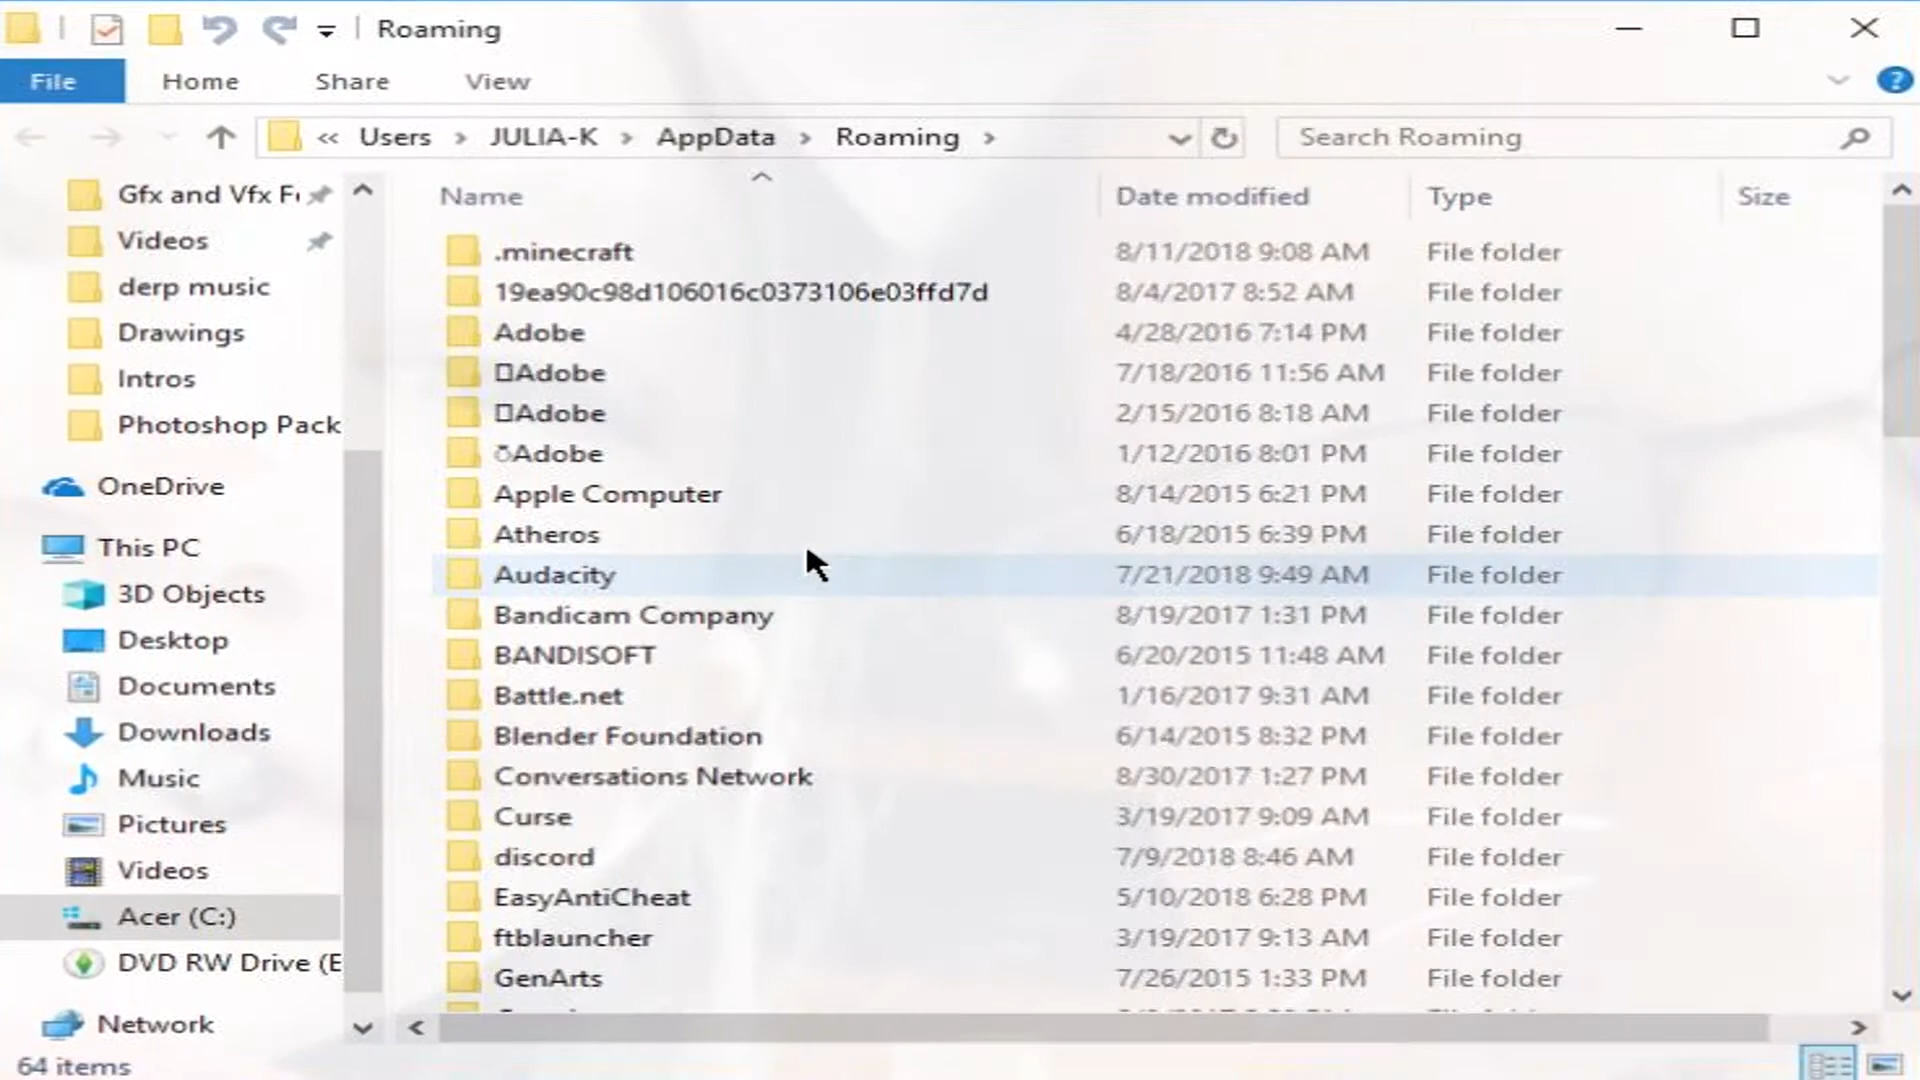 Roaming
File Home Share View
« Users › JULIA-K › AppData › Roaming › Search Roaming
Gfx and Vfx F
Videos
derp music
Drawings
Intros
Photoshop Pack
OneDrive
This PC
3D Objects
Desktop
Documents
Downloads
Music
Pictures
Videos
Acer (C:)
DVD RW Drive (E
Network
Name Date modified Type Size
.minecraft 8/11/2018 9:08 AM File folder
19ea90c98d106016c0373106e03ffd7d 8/4/2017 8:52 AM File folder
Adobe 4/28/2016 7:14 PM File folder
□Adobe 7/18/2016 11:56 AM File folder
□Adobe 2/15/2016 8:18 AM File folder
Adobe 1/12/2016 8:01 PM File folder
Apple Computer 8/14/2015 6:21 PM File folder
Atheros 6/18/2015 6:39 PM File folder
Audacity 7/21/2018 9:49 AM File folder
Bandicam Company 8/19/2017 1:31 PM File folder
BANDISOFT 6/20/2015 11:48 AM File folder
Battle.net 1/16/2017 9:31 AM File folder
Blender Foundation 6/14/2015 8:32 PM File folder
Conversations Network 8/30/2017 1:27 PM File folder
Curse 3/19/2017 9:09 AM File folder
discord 7/9/2018 8:46 AM File folder
EasyAntiCheat 5/10/2018 6:28 PM File folder
ftblauncher 3/19/2017 9:13 AM File folder
GenArts 7/26/2015 1:33 PM File folder
64 items